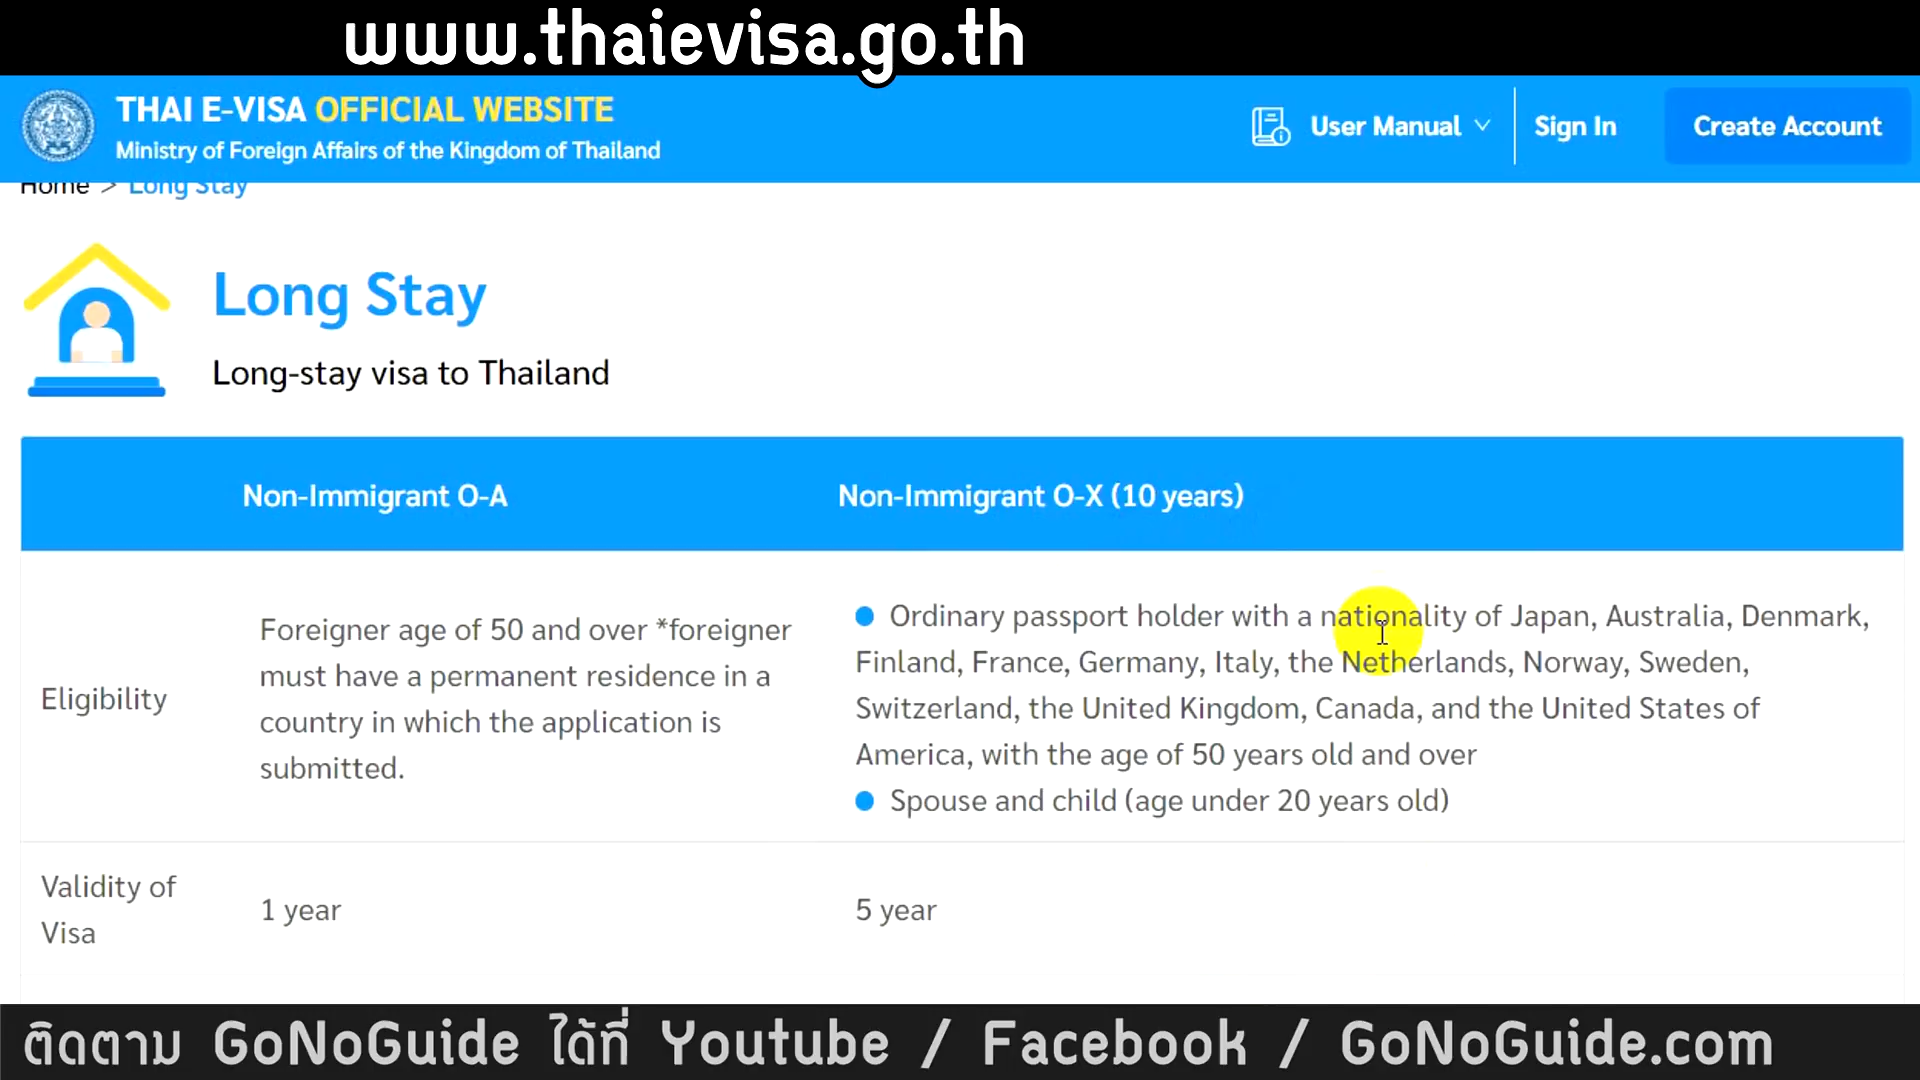 www.thaievisa.go.th
THAI E-VISA OFFICIAL WEBSITE
Ministry of Foreign Affairs of the Kingdom of Thailand
User Manual
Sign In
Create Account
Home > Long Stay
Long Stay
Long-stay visa to Thailand
Non-Immigrant O-A
Non-Immigrant O-X (10 years)
Eligibility
Foreigner age of 50 and over *foreigner
must have a permanent residence in a
country in which the application is
submitted.
Ordinary passport holder with a nationality of Japan, Australia, Denmark,
Finland, France, Germany, Italy, the Netherlands, Norway, Sweden,
Switzerland, the United Kingdom, Canada, and the United States of
America, with the age of 50 years old and over
Spouse and child (age under 20 years old)
Validity of
Visa
1 year
5 year
ติดตาม GoNoGuide ได้ที่ Youtube / Facebook / GoNoGuide.com